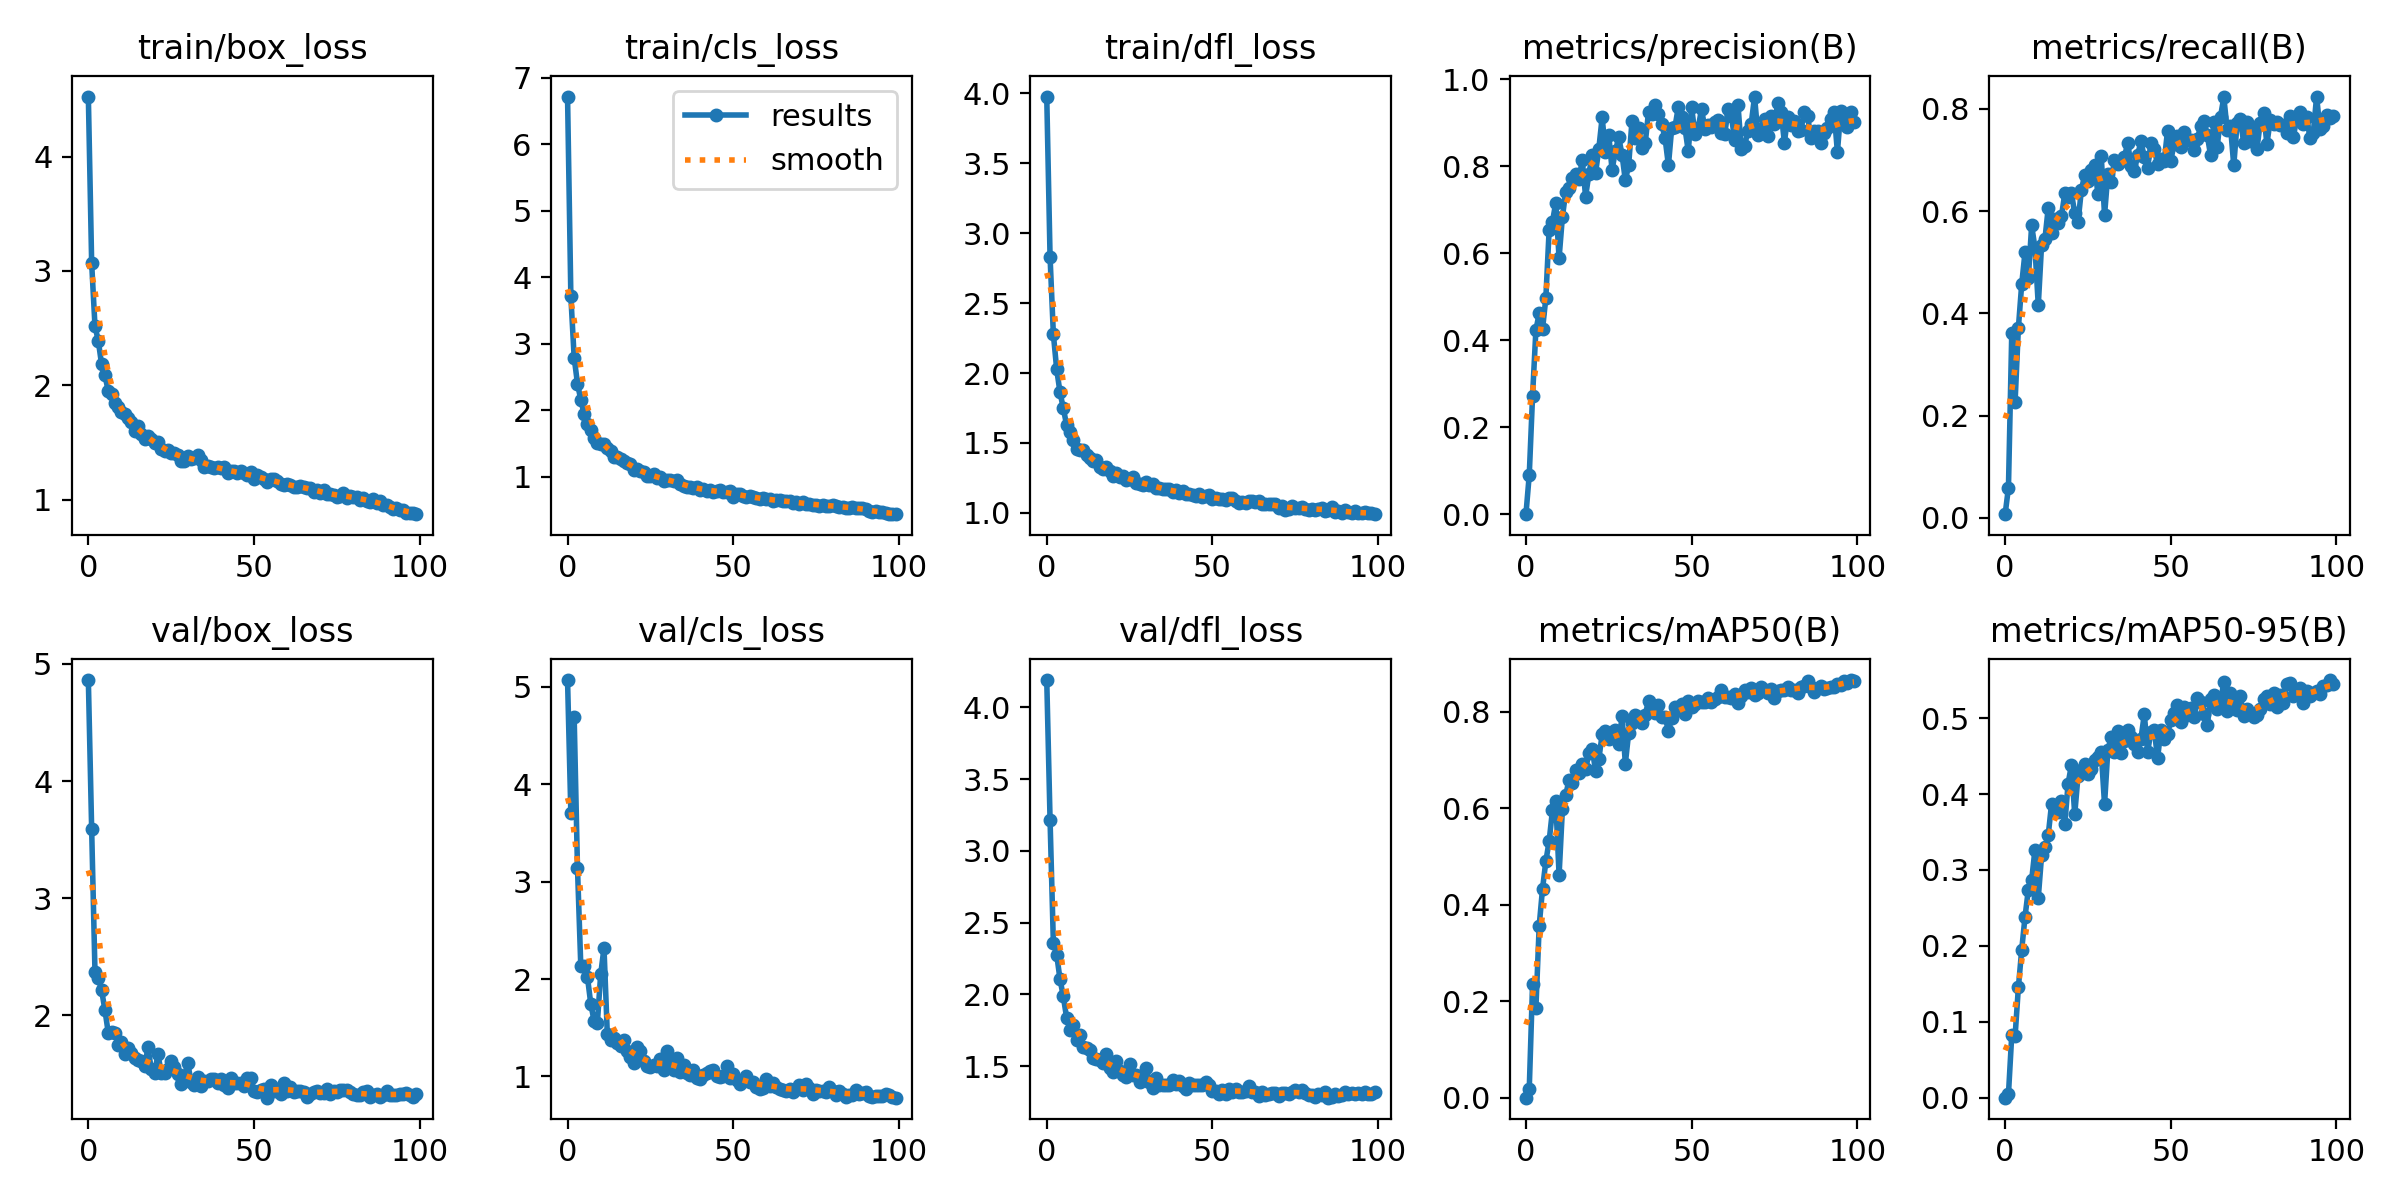 train/box_loss
4
3
2
1
0 50 100
train/cls_loss
7
6
5
4
3
2
1
0 50 100
results
smooth
train/dfl_loss
4.0
3.5
3.0
2.5
2.0
1.5
1.0
0 50 100
metrics/precision(B)
1.0
0.8
0.6
0.4
0.2
0.0
0 50 100
metrics/recall(B)
0.8
0.6
0.4
0.2
0.0
0 50 100
val/box_loss
5
4
3
2
0 50 100
val/cls_loss
5
4
3
2
1
0 50 100
val/dfl_loss
4.0
3.5
3.0
2.5
2.0
1.5
0 50 100
metrics/mAP50(B)
0.8
0.6
0.4
0.2
0.0
0 50 100
metrics/mAP50-95(B)
0.5
0.4
0.3
0.2
0.1
0.0
0 50 100